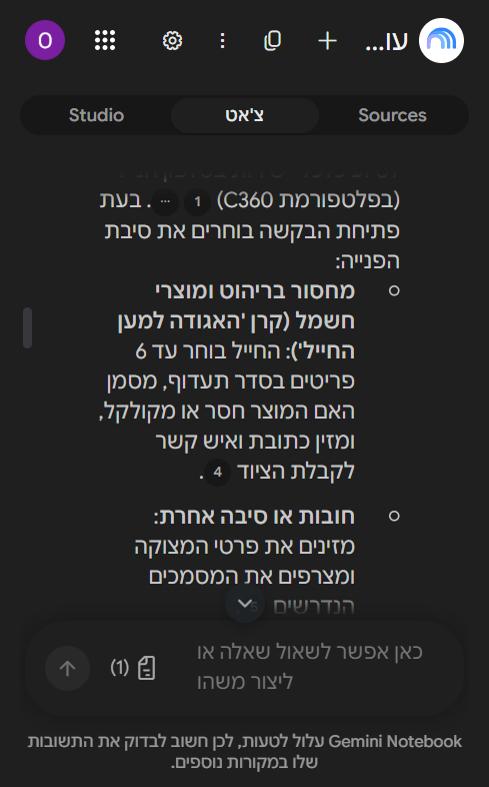 עו...
O
Sources
צ'אט
Studio
(בפלטפורמת C360) 1 ... . בעת
פתיחת הבקשה בוחרים את סיבת
הפנייה:
מחסור בריהוט ומוצרי
חשמל (קרן 'האגודה למען
החייל'): החייל בוחר עד 6
פריטים בסדר תעדוף, מסמן
האם המוצר חסר או מקולקל,
ומזין כתובת ואיש קשר
לקבלת הציוד 4 .
חובות או סיבה אחרת:
מזינים את פרטי המצוקה
ומצרפים את המסמכים
הנדרשים
כאן אפשר לשאול שאלה או
ליצור משהו
(1)
Gemini Notebook עלול לטעות, לכן חשוב לבדוק את התשובות
שלו במקורות נוספים.